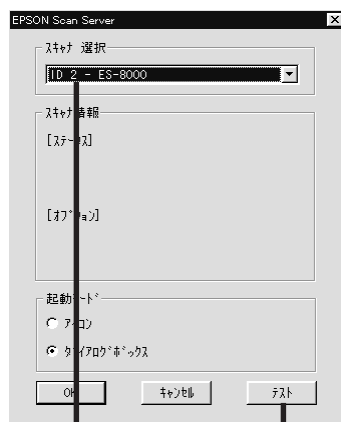 EPSON Scan Server
ｽｷｬﾅ 選択
ID 2 - ES-8000
ｽｷｬﾅ情報
[ｽﾃｰﾀｽ]
[ｵﾌﾟｼｮﾝ]
起動ﾓｰﾄﾞ
ｱｲｺﾝ
ﾀﾞｲｱﾛｸﾞﾎﾞｯｸｽ
OK
ｷｬﾝｾﾙ
ﾃｽﾄ